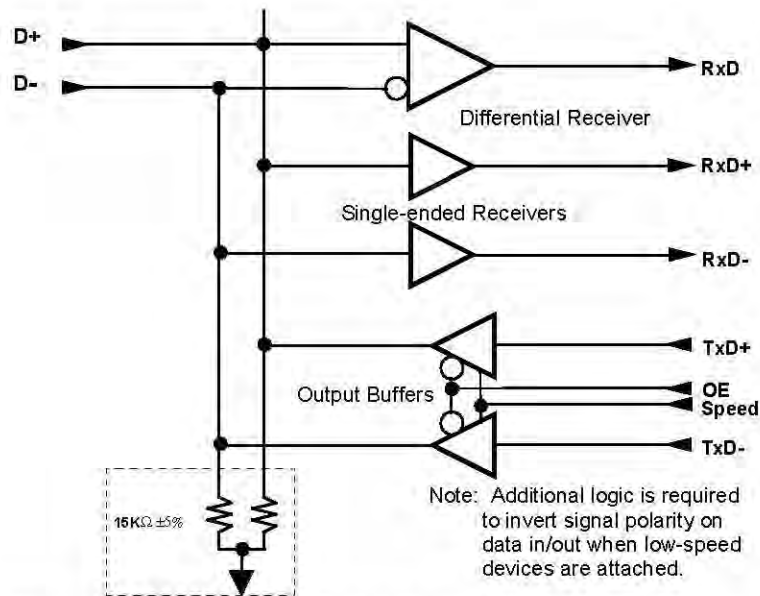 D+
D-
RxD
Differential Receiver
RxD+
Single-ended Receivers
RxD-
TxD+
Output Buffers
OE
Speed
TxD-
15KΩ ±5%
Note: Additional logic is required
to invert signal polarity on
data in/out when low-speed
devices are attached.